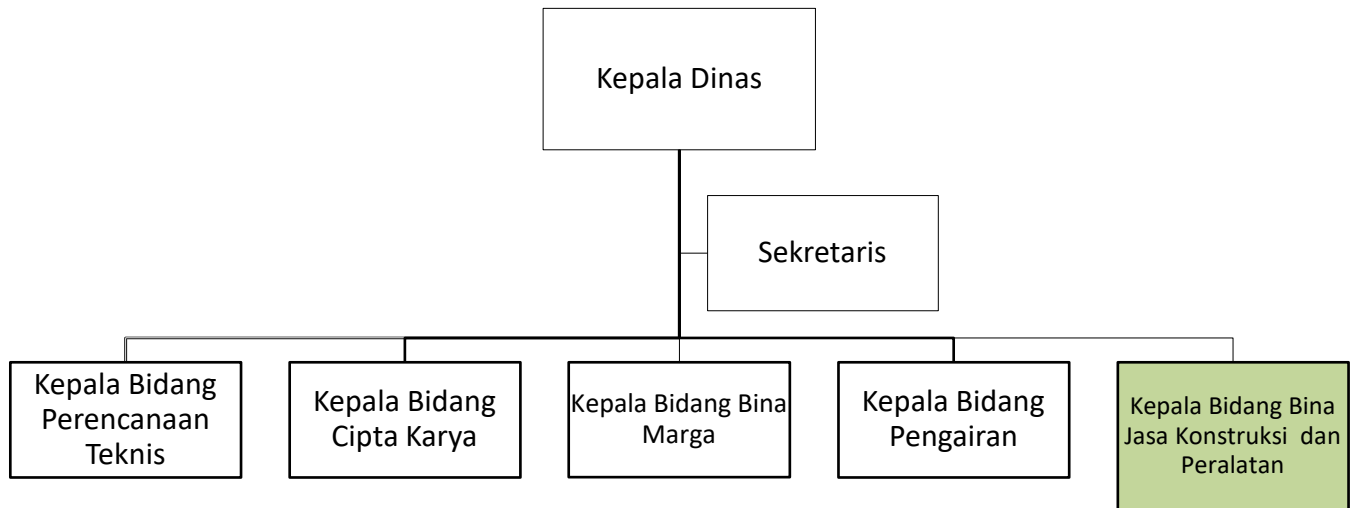 Kepala Dinas
Sekretaris
Kepala Bidang
Perencanaan
Teknis
Kepala Bidang
Cipta Karya
Kepala Bidang Bina
Marga
Kepala Bidang
Pengairan
Kepala Bidang Bina
Jasa Konstruksi dan
Peralatan